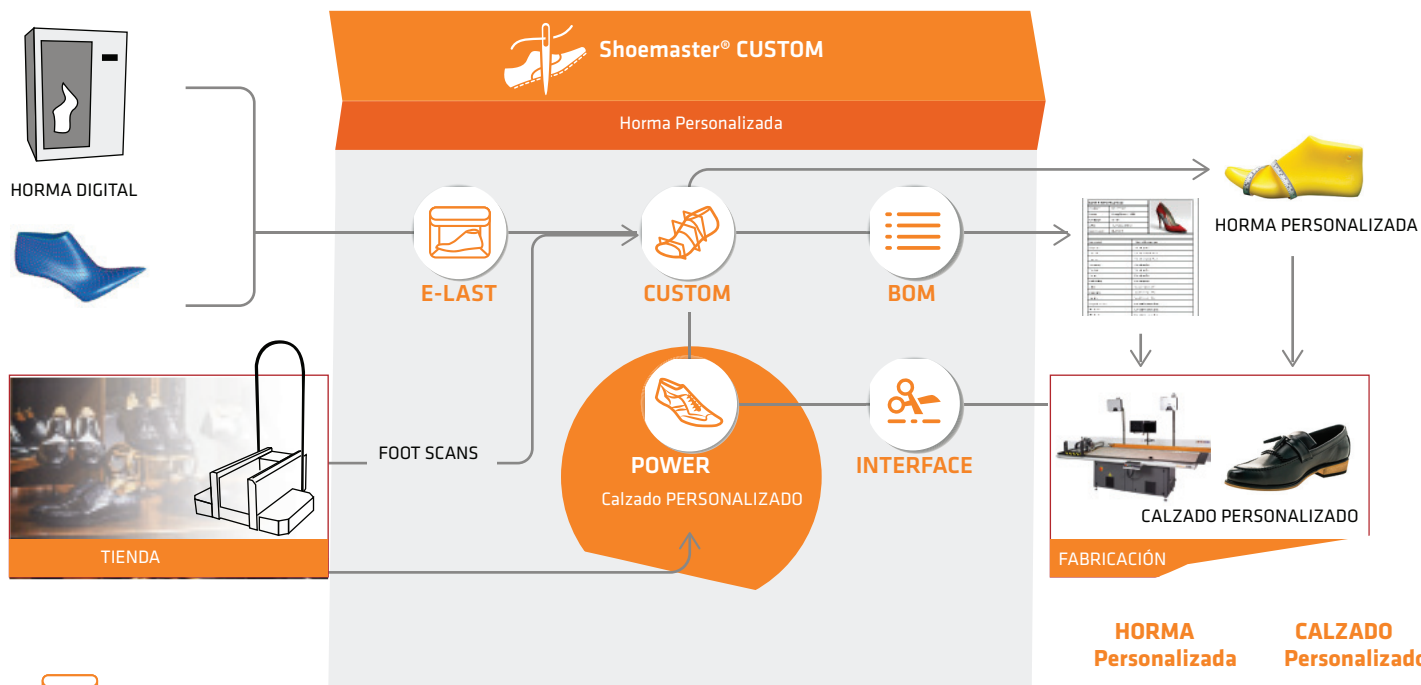 Shoemaster® CUSTOM
Horma Personalizada
HORMA DIGITAL
HORMA PERSONALIZADA
E-LAST
CUSTOM
BOM
FOOT SCANS
POWER
Calzado PERSONALIZADO
INTERFACE
CALZADO PERSONALIZADO
TIENDA
FABRICACIÓN
HORMA
Personalizada
CALZADO
Personalizado